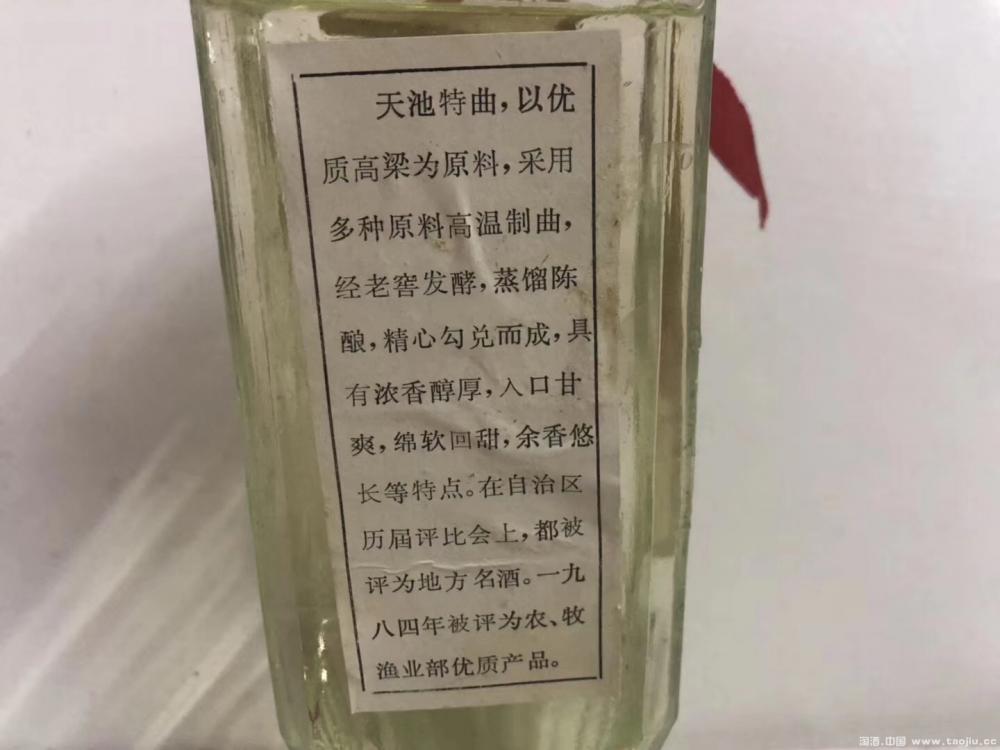 天池特曲，以优
质高梁为原料，采用
多种原料高温制曲，
经老窖发酵，蒸馏陈
酿，精心勾兑而成，具
有浓香醇厚，入口甘
爽，绵软回甜，余香悠
长等特点。在自治区
历届评比会上，都被
评为地方名酒。一九
八四年被评为农、牧
渔业部优质产品。
淘酒.中国 www.taojiu.cc